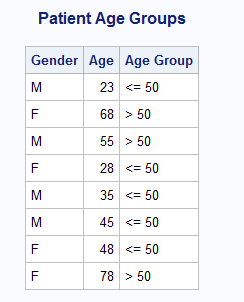 Patient Age Groups
Gender Age Age Group
M 23 <= 50
F 68 > 50
M 55 > 50
F 28 <= 50
M 35 <= 50
M 45 <= 50
F 48 <= 50
F 78 > 50